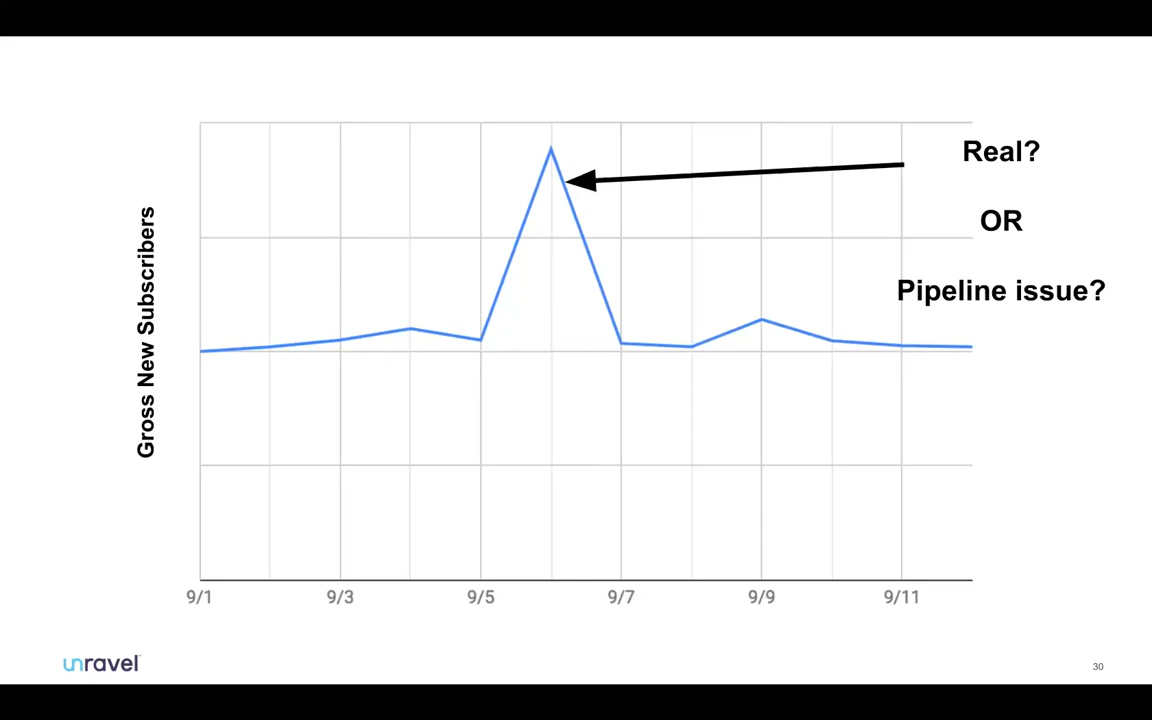 Real?
OR
Pipeline issue?
Gross New Subscribers
9/1 9/3 9/5 9/7 9/9 9/11
unravel
30